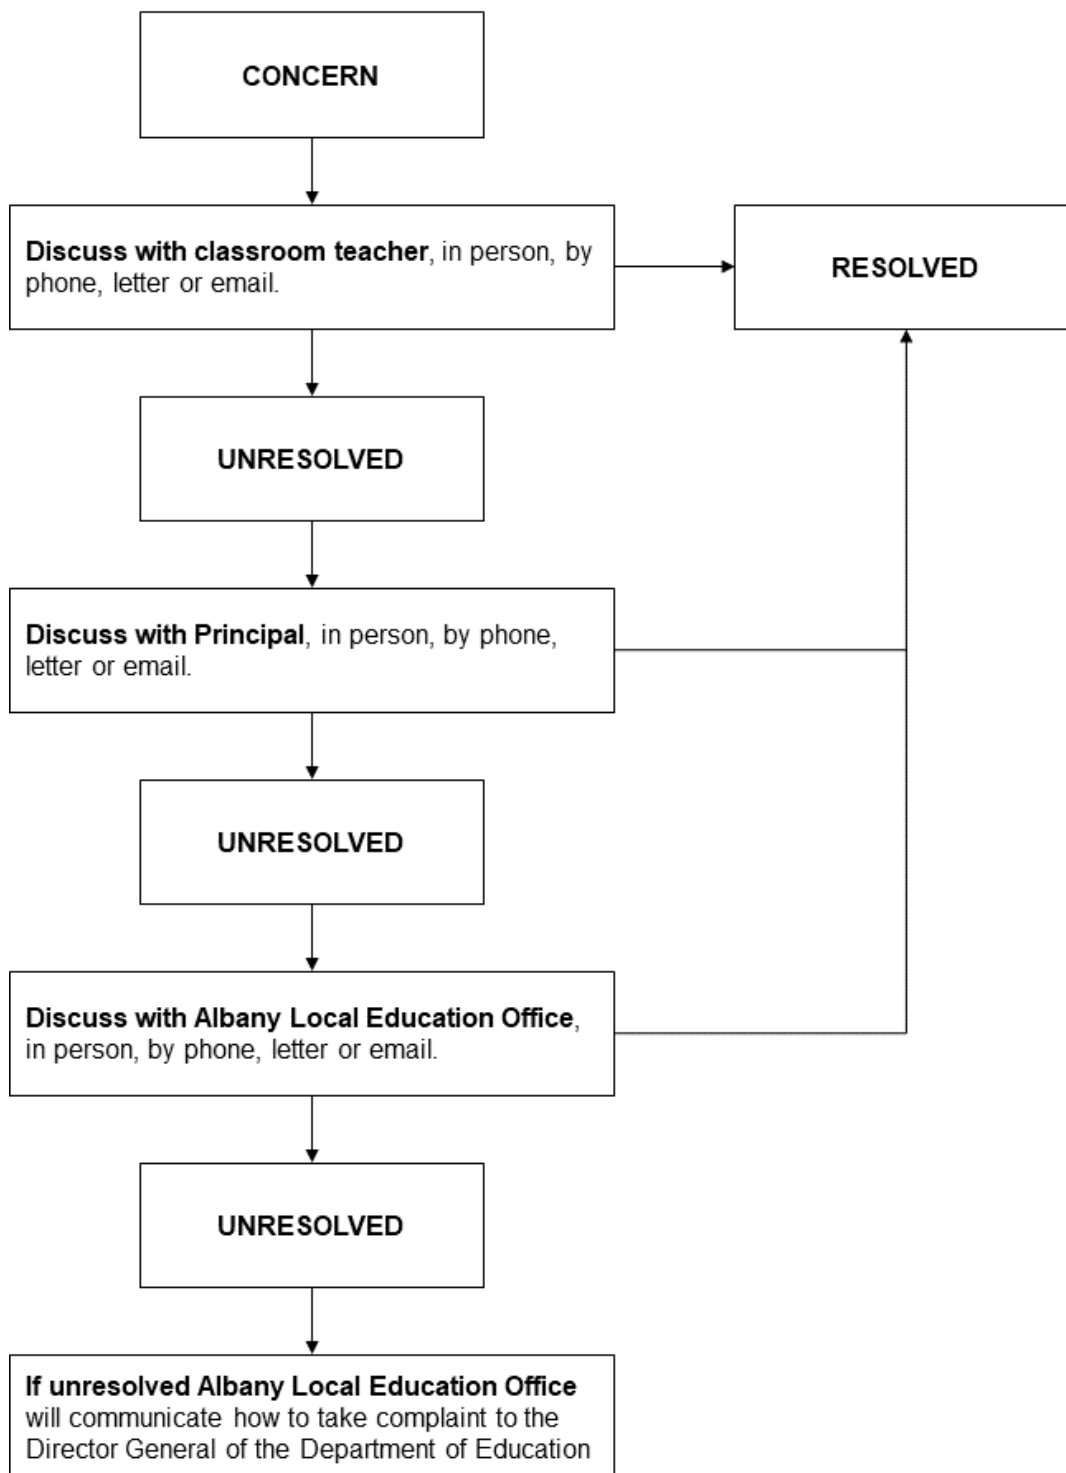 CONCERN
Discuss with classroom teacher, in person, by
phone, letter or email.
RESOLVED
UNRESOLVED
Discuss with Principal, in person, by phone,
letter or email.
UNRESOLVED
Discuss with Albany Local Education Office,
in person, by phone, letter or email.
UNRESOLVED
If unresolved Albany Local Education Office
will communicate how to take complaint to the
Director General of the Department of Education